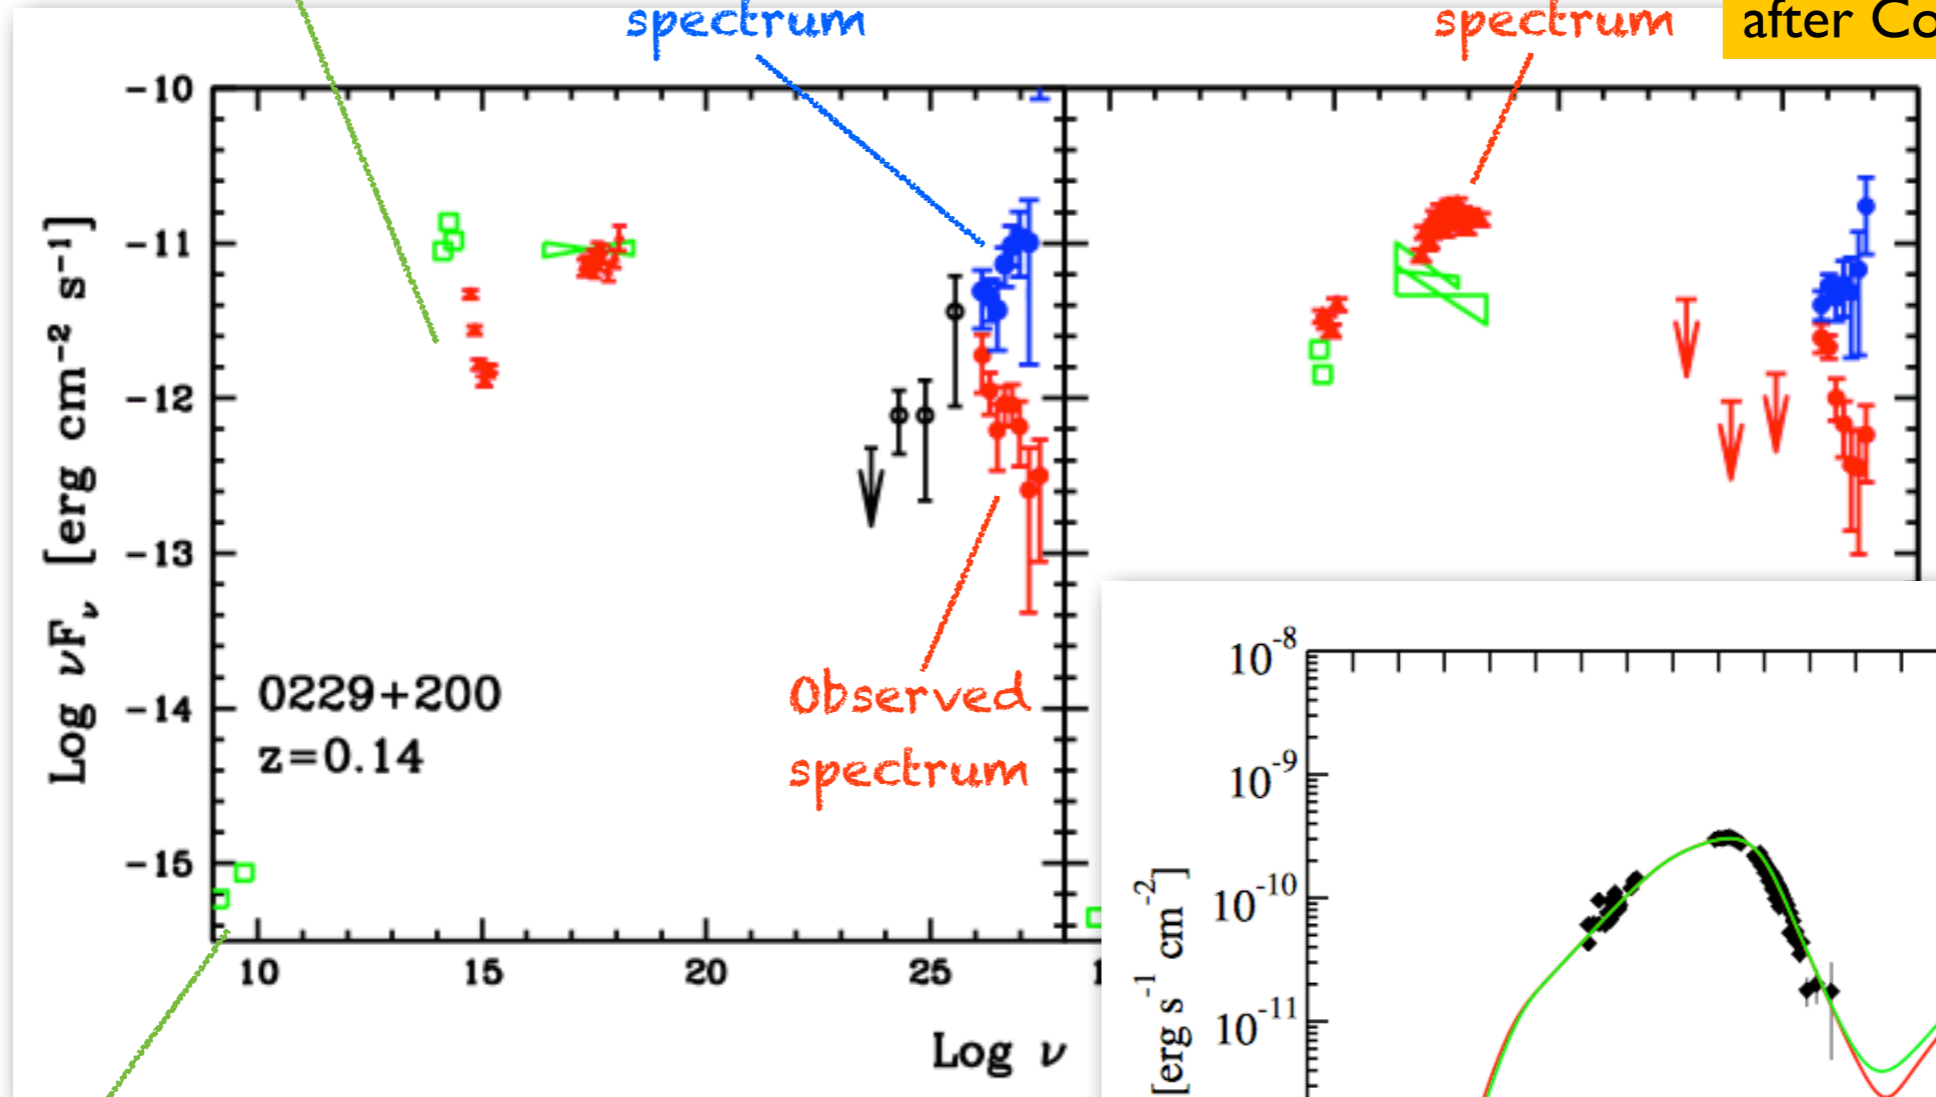 spectrum
spectrum
after Co
-10
-11
-12
-13
-14
-15
Log νFν [erg cm⁻² s⁻¹]
0229+200
z=0.14
Observed
spectrum
10 15 20 25 1
Log ν
10⁻⁸
10⁻⁹
10⁻¹⁰
10⁻¹¹
[erg s⁻¹ cm⁻²]